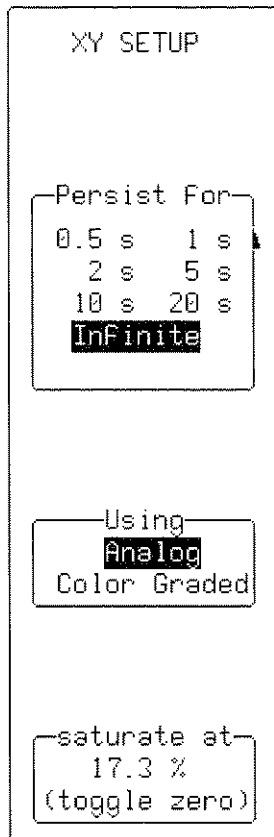 XY SETUP
Persist For
0.5 s 1 s
2 s 5 s
10 s 20 s
Infinite
Using
Analog
Color Graded
saturate at
17.3 %
(toggle zero)